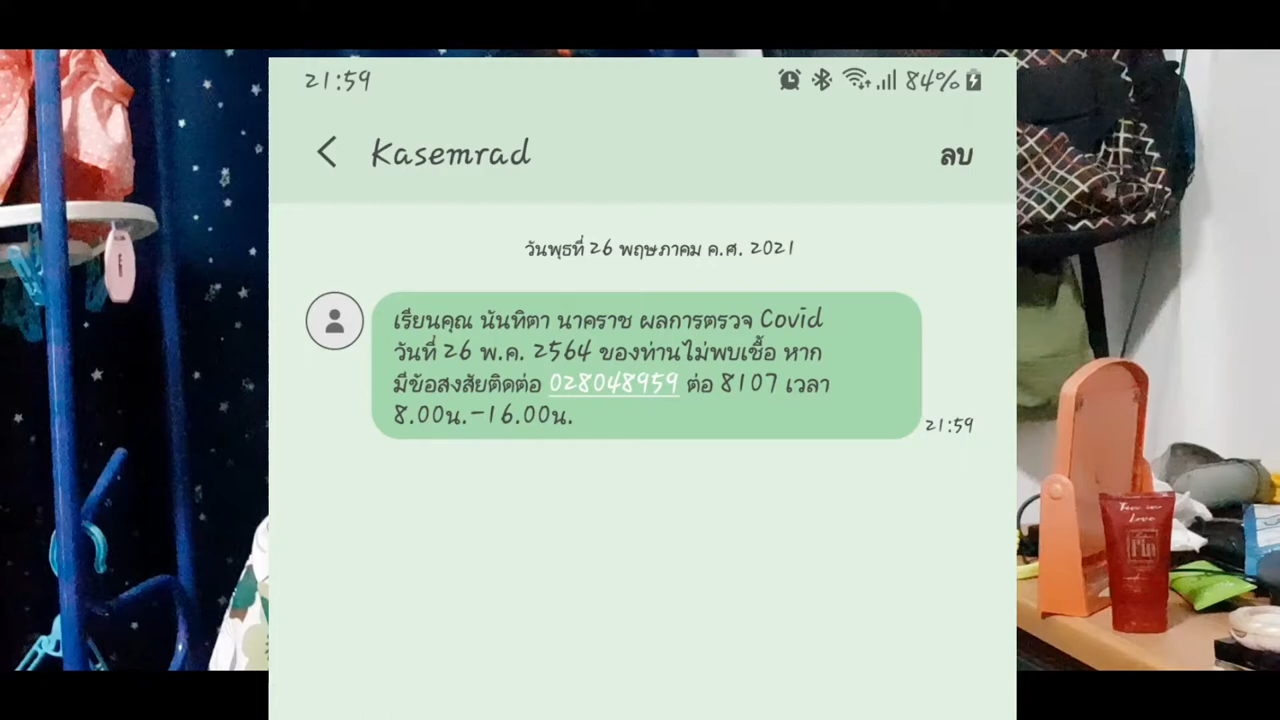 21:59
84%
Kasemrad
ลบ
วันพุธที่ 26 พฤษภาคม ค.ศ. 2021
เรียนคุณ นันทิตา นาคราช ผลการตรวจ Covid
วันที่ 26 พ.ค. 2564 ของท่านไม่พบเชื้อ หาก
มีข้อสงสัยติดต่อ 028048959 ต่อ 8107 เวลา
8.00น.-16.00น.
21:59
Love
Fin